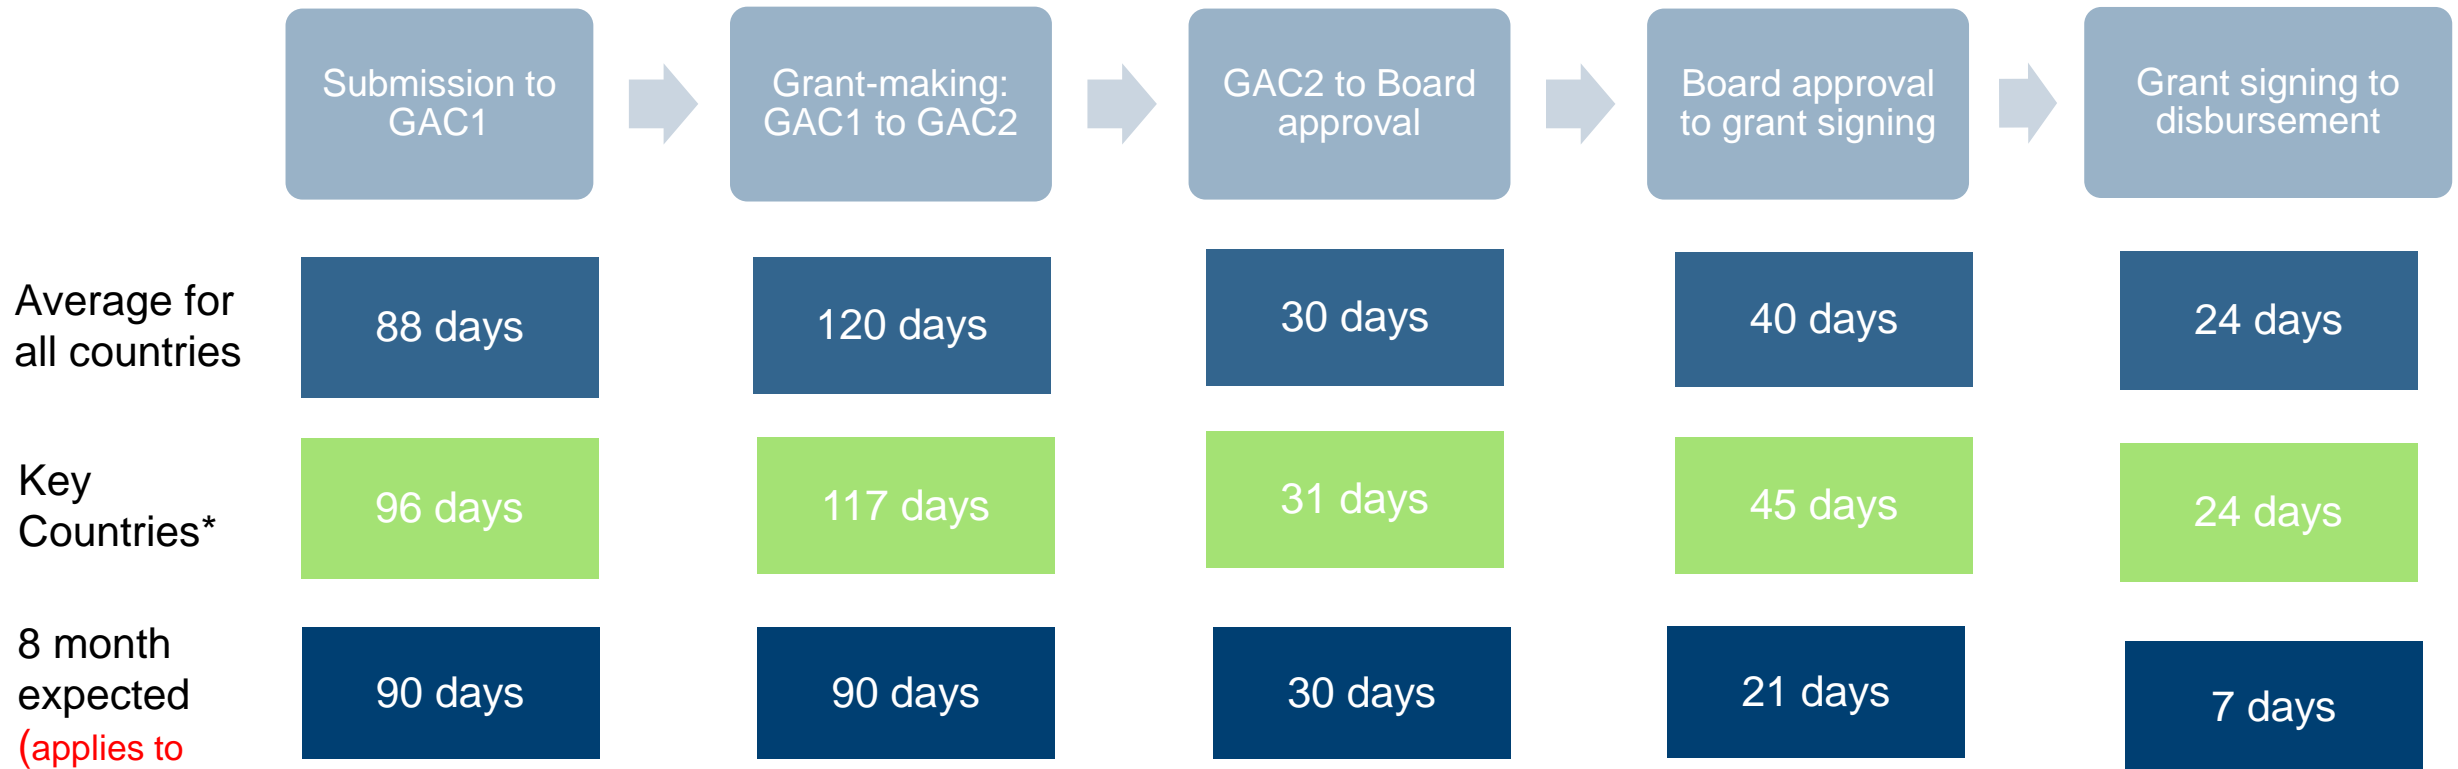 Submission to
GAC1
Grant-making:
GAC1 to GAC2
GAC2 to Board
approval
Board approval
to grant signing
Grant signing to
disbursement
Average for
all countries
88 days
120 days
30 days
40 days
24 days
Key
Countries*
96 days
117 days
31 days
45 days
24 days
8 month
expected
(applies to
90 days
90 days
30 days
21 days
7 days